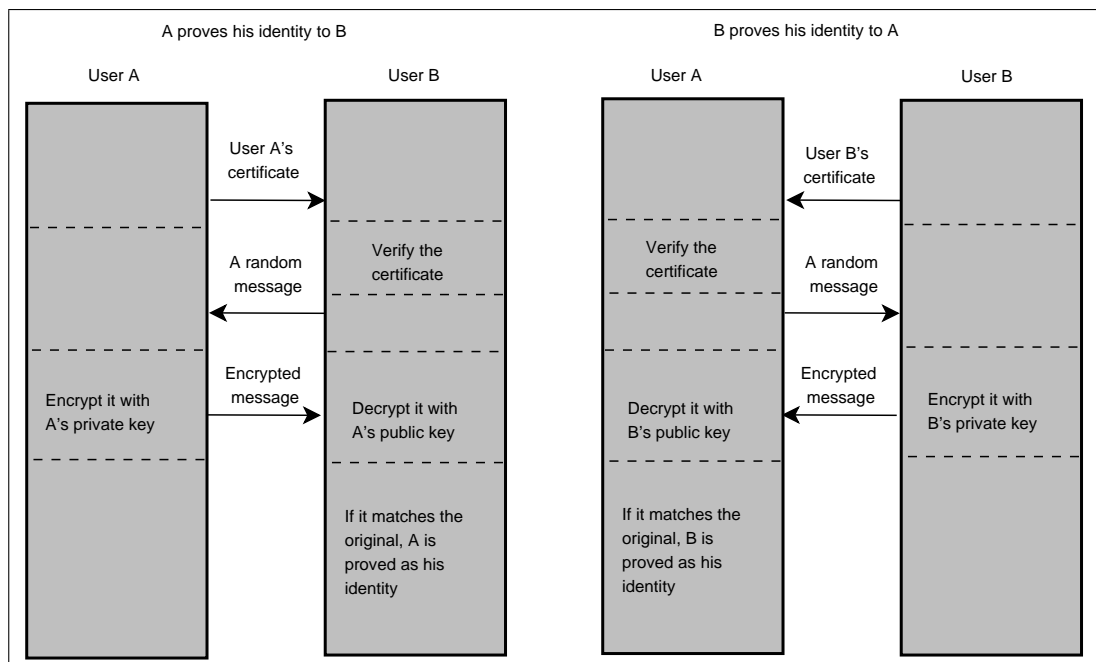 A proves his identity to B
User A
User B
User A's
certificate
Verify the
certificate
A random
message
Encrypted
message
Encrypt it with
A's private key
Decrypt it with
A's public key
If it matches the
original, A is
proved as his
identity
B proves his identity to A
User A
User B
User B's
certificate
Verify the
certificate
A random
message
Encrypted
message
Decrypt it with
B's public key
Encrypt it with
B's private key
If it matches the
original, B is
proved as his
identity